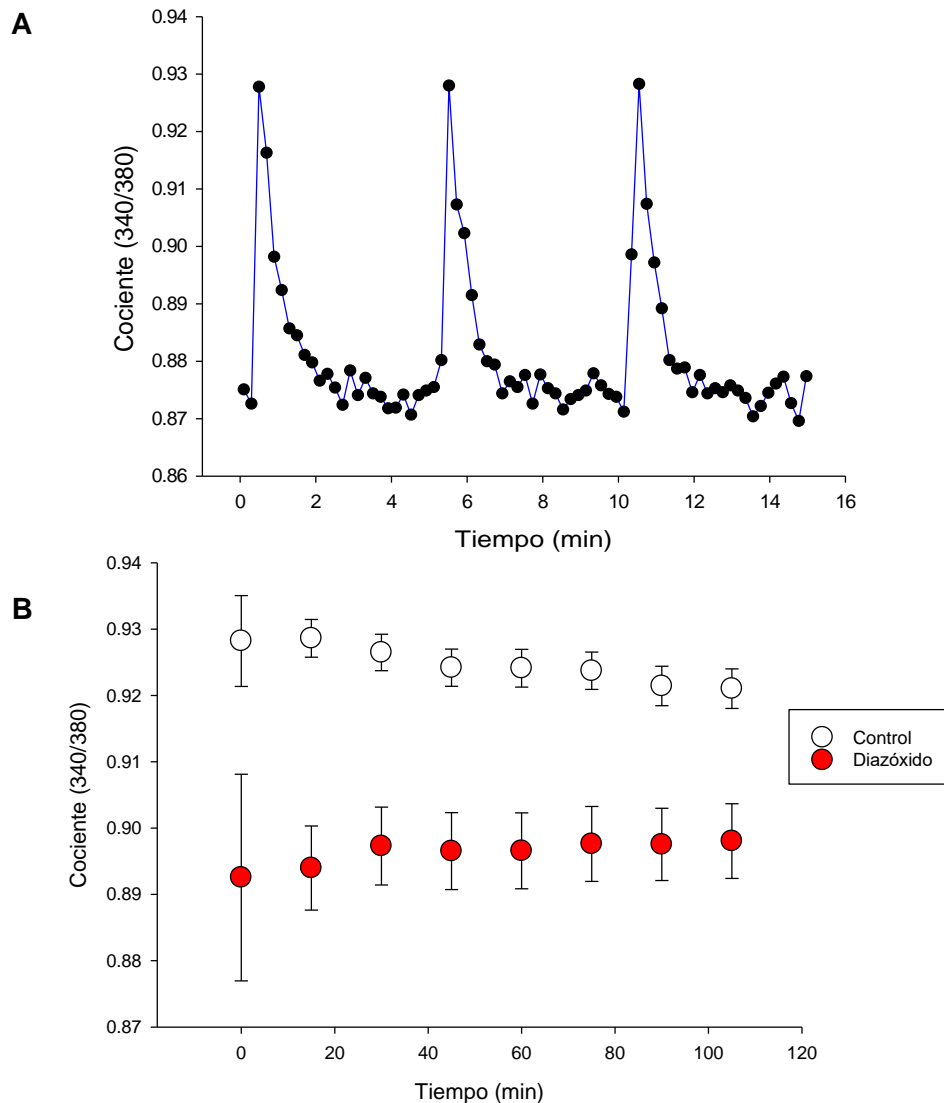 A
0.94
0.93
0.92
0.91
0.90
0.89
0.88
0.87
0.86
Cociente (340/380)
0 2 4 6 8 10 12 14 16
Tiempo (min)
B
0.94
0.93
0.92
0.91
0.90
0.89
0.88
0.87
Cociente (340/380)
0 20 40 60 80 100 120
Tiempo (min)
Control
Diazóxido